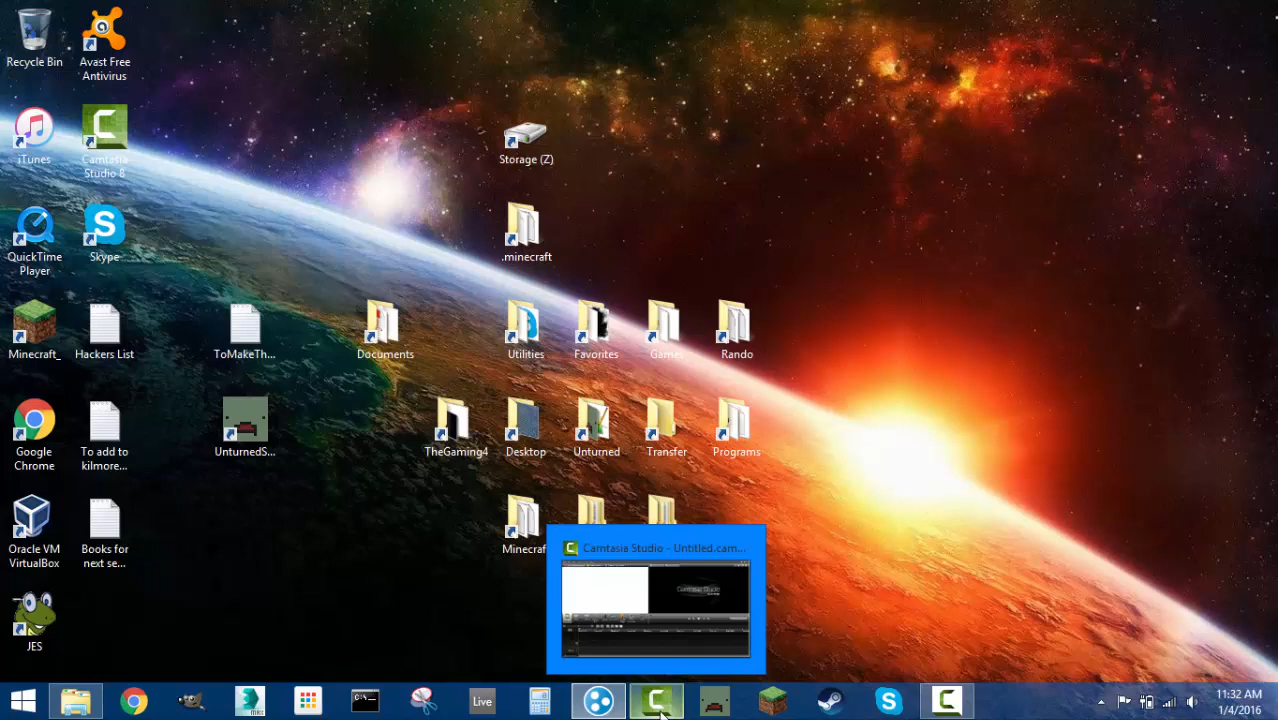 Recycle Bin
Avast Free
Antivirus
iTunes
Camtasia
Studio 8
Storage (Z)
QuickTime
Player
Skype
.minecraft
Minecraft_
Hackers List
ToMakeTh...
Documents
Utilities
Favorites
Games
Rando
Google
Chrome
To add to
kilmore...
UnturnedS...
TheGaming4
Desktop
Unturned
Transfer
Programs
Oracle VM
VirtualBox
Books for
next se...
Minecraf
Camtasia Studio - Untitled.cam...
JES
MAX
C:\_
Live
11:32 AM
1/4/2016